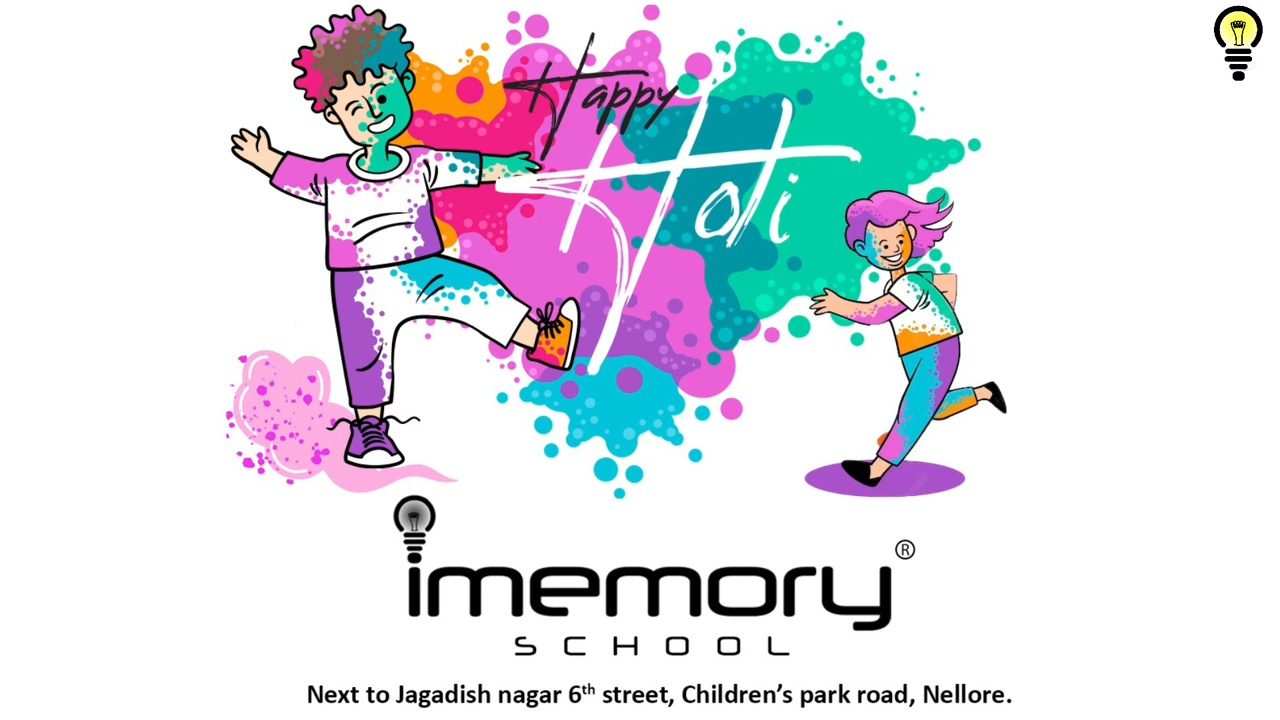 Happy
Holi
imemory®
SCHOOL
Next to Jagadish nagar 6th street, Children's park road, Nellore.